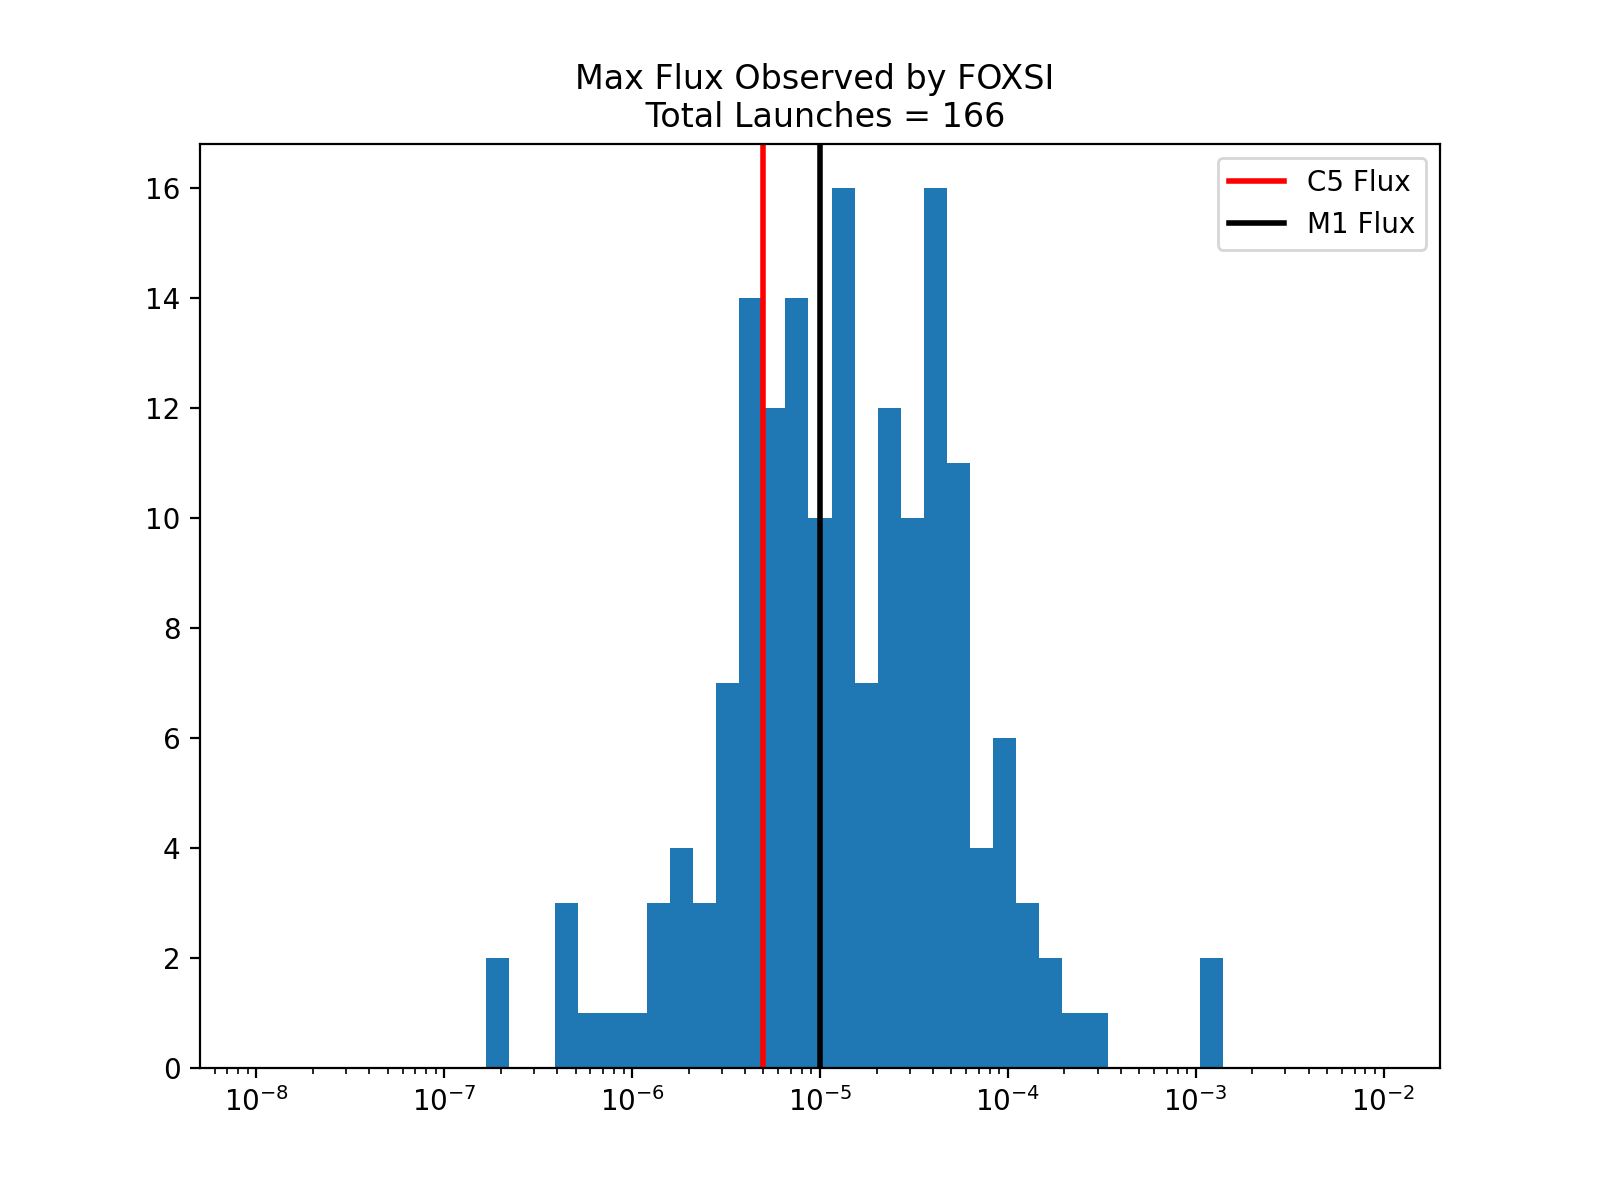 Max Flux Observed by FOXSI
Total Launches = 166
C5 Flux
M1 Flux
16
14
12
10
8
6
4
2
0
10⁻⁸ 10⁻⁷ 10⁻⁶ 10⁻⁵ 10⁻⁴ 10⁻³ 10⁻²